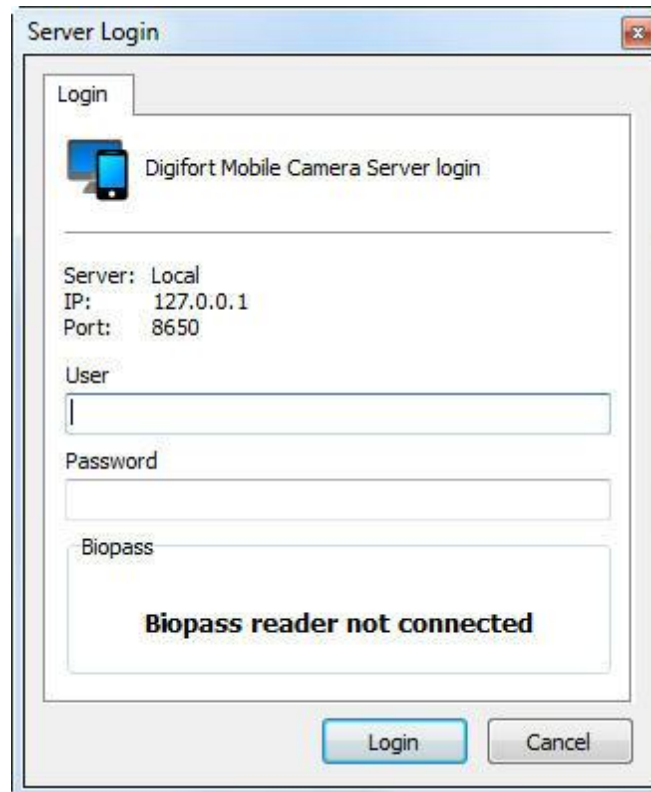 Server Login
Login
Digifort Mobile Camera Server login
Server: Local
IP: 127.0.0.1
Port: 8650
User
Password
Biopass
Biopass reader not connected
Login Cancel